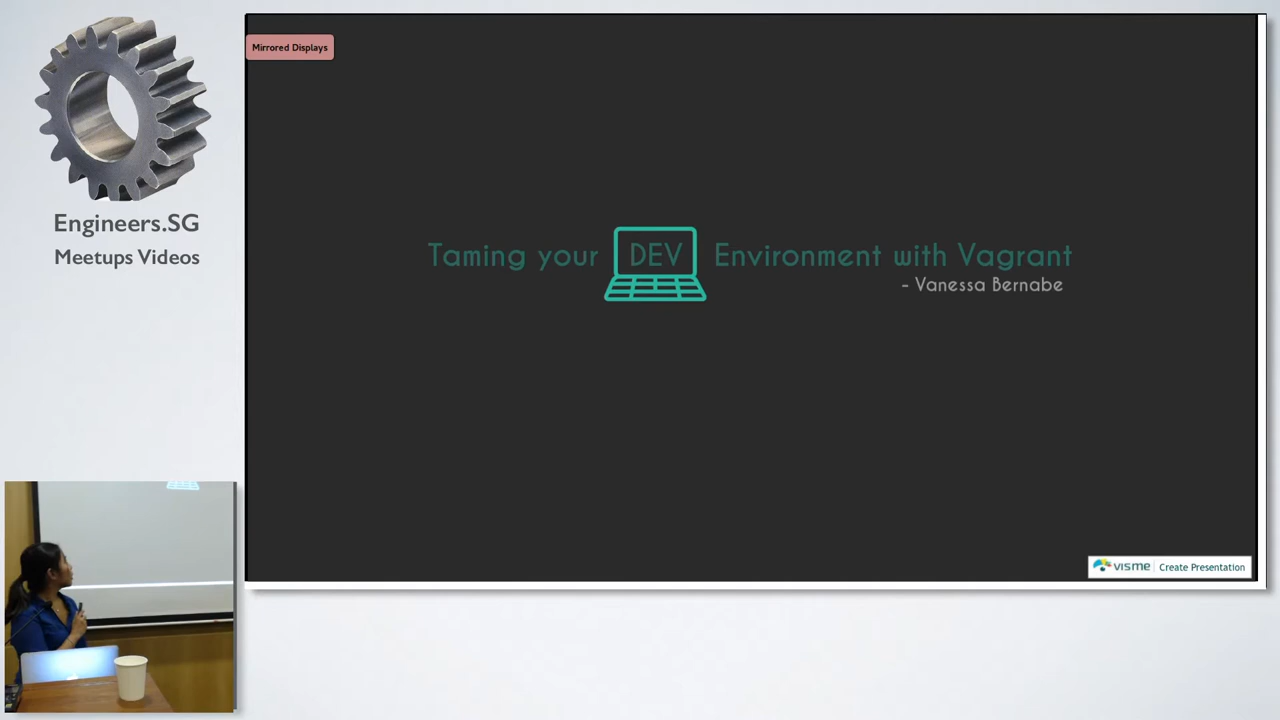 Engineers.SG
Meetups Videos
Mirrored Displays
Taming your DEV Environment with Vagrant
- Vanessa Bernabe
visme Create Presentation